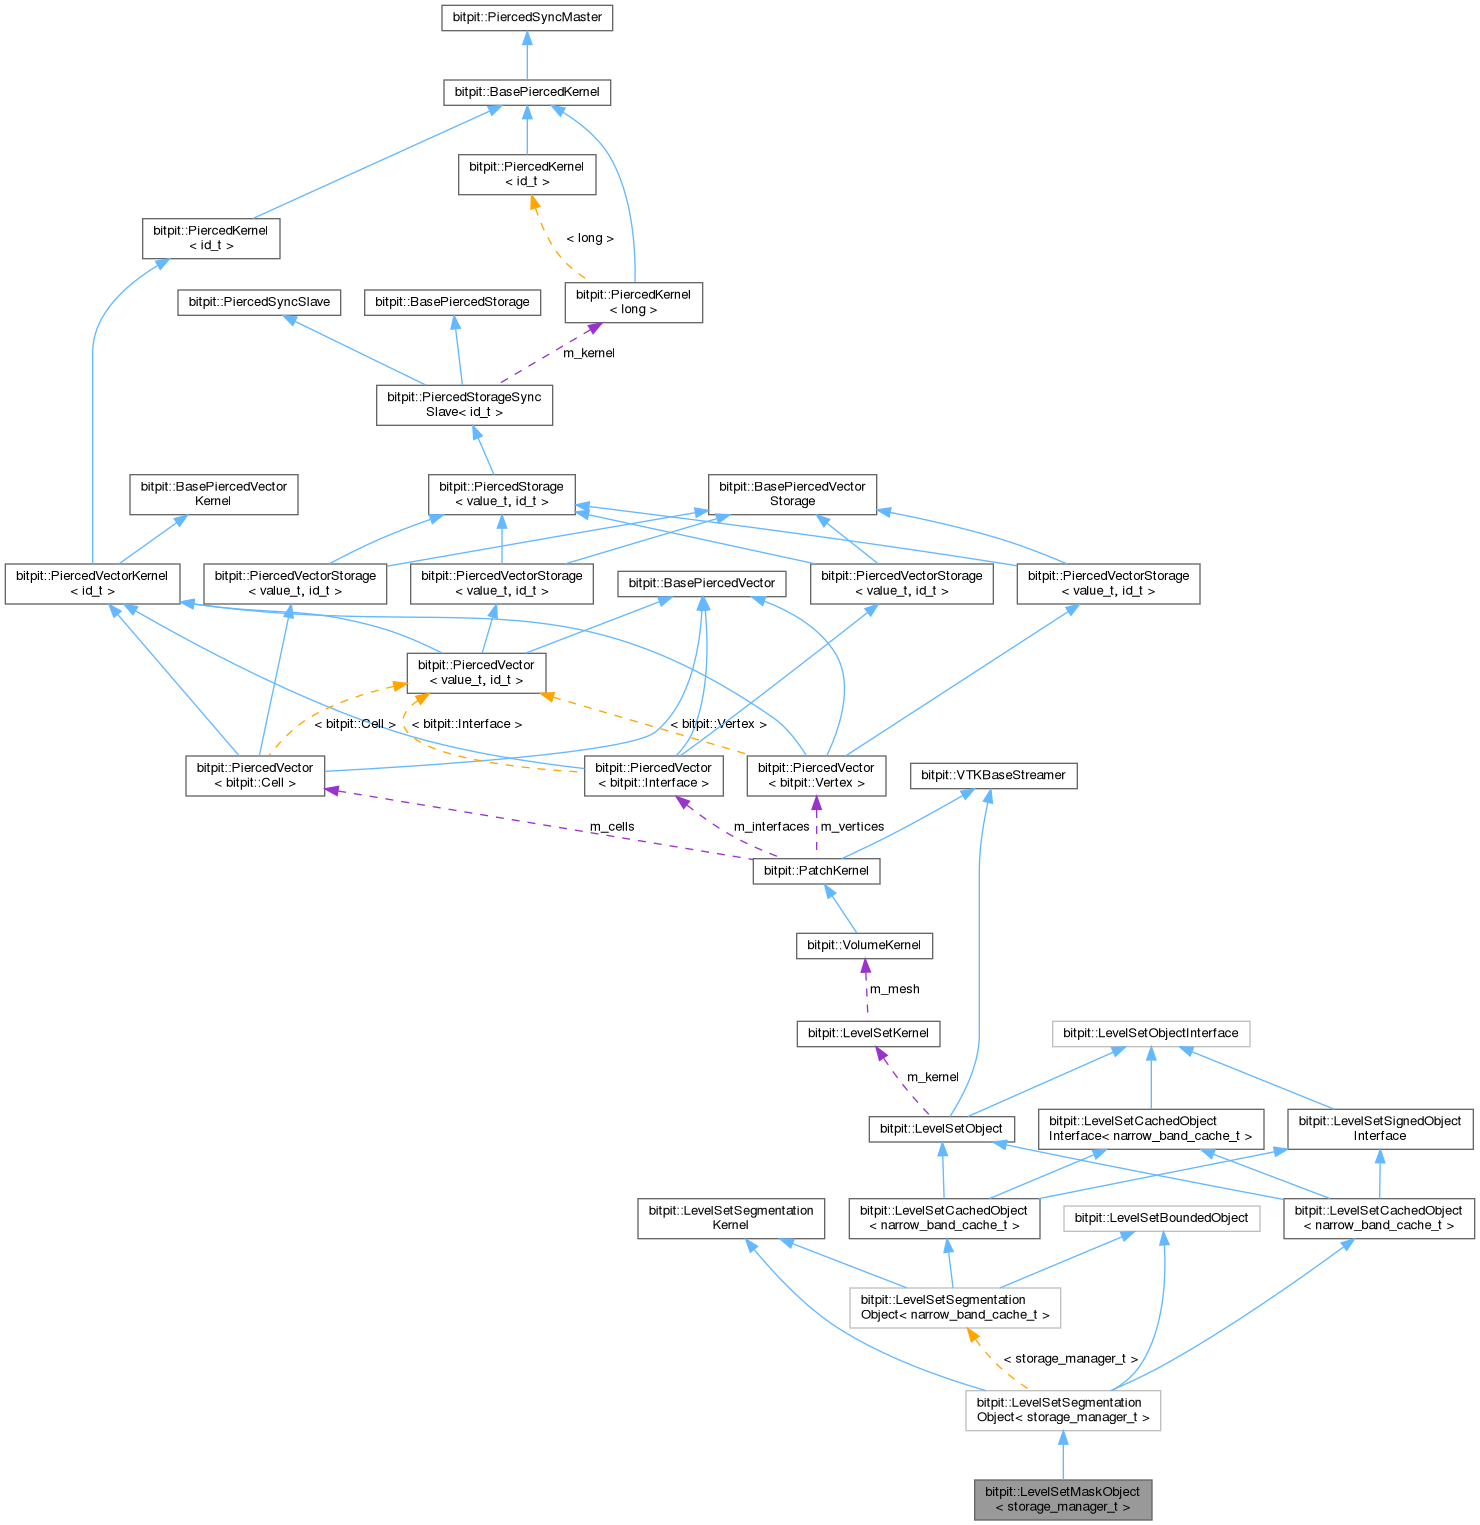 bitpit::PiercedSyncMaster
bitpit::BasePiercedKernel
bitpit::PiercedKernel
< id_t >
bitpit::PiercedKernel
< id_t >
< long >
bitpit::PiercedSyncSlave
bitpit::BasePiercedStorage
bitpit::PiercedKernel
< long >
m_kernel
bitpit::PiercedStorageSync
Slave< id_t >
bitpit::BasePiercedVector
Kernel
bitpit::PiercedStorage
< value_t, id_t >
bitpit::BasePiercedVector
Storage
bitpit::PiercedVectorKernel
< id_t >
bitpit::PiercedVectorStorage
< value_t, id_t >
bitpit::PiercedVectorStorage
< value_t, id_t >
bitpit::BasePiercedVector
bitpit::PiercedVectorStorage
< value_t, id_t >
bitpit::PiercedVectorStorage
< value_t, id_t >
bitpit::PiercedVector
< value_t, id_t >
< bitpit::Cell >
< bitpit::Interface >
< bitpit::Vertex >
bitpit::PiercedVector
< bitpit::Cell >
bitpit::PiercedVector
< bitpit::Interface >
bitpit::PiercedVector
< bitpit::Vertex >
bitpit::VTKBaseStreamer
m_cells
m_interfaces
m_vertices
bitpit::PatchKernel
bitpit::VolumeKernel
m_mesh
bitpit::LevelSetKernel
bitpit::LevelSetObjectInterface
m_kernel
bitpit::LevelSetObject
bitpit::LevelSetCachedObject
Interface< narrow_band_cache_t >
bitpit::LevelSetSignedObject
Interface
bitpit::LevelSetSegmentation
Kernel
bitpit::LevelSetCachedObject
< narrow_band_cache_t >
bitpit::LevelSetBoundedObject
bitpit::LevelSetCachedObject
< narrow_band_cache_t >
bitpit::LevelSetSegmentation
Object< narrow_band_cache_t >
< storage_manager_t >
bitpit::LevelSetSegmentation
Object< storage_manager_t >
bitpit::LevelSetMaskObject
< storage_manager_t >